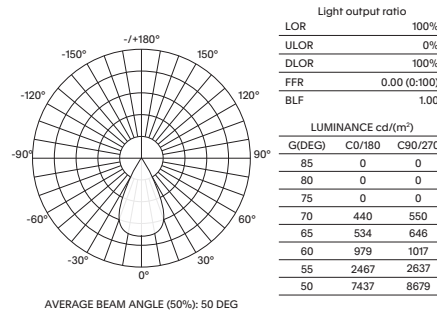 -/+180°
-150°
150°
-120°
120°
-90°
90°
-60°
60°
-30°
30°
0°
AVERAGE BEAM ANGLE (50%): 50 DEG
Light output ratio
LOR 100%
ULOR 0%
DLOR 100%
FFR 0.00 (0:100)
BLF 1.00
LUMINANCE cd/(m²)
G(DEG) C0/180 C90/270
85 0 0
80 0 0
75 0 0
70 440 550
65 534 646
60 979 1017
55 2467 2637
50 7437 8679